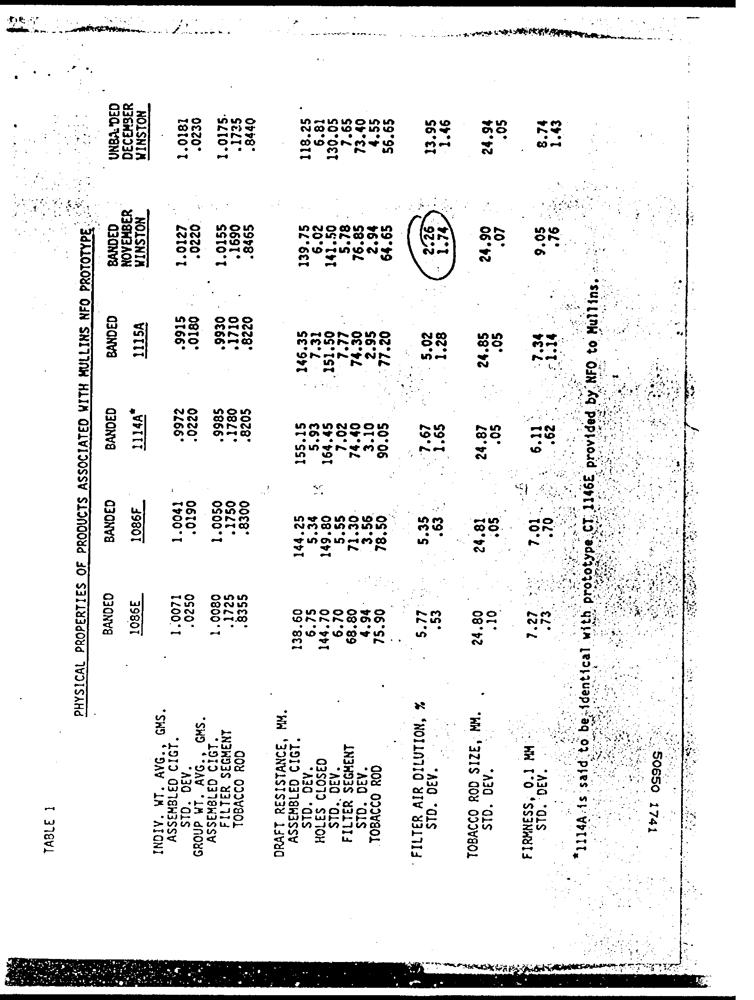 TABLE 1
PHYSICAL PROPERTIES OF PRODUCTS ASSOCIATED WITH MULLINS NFO PROTOTYPE
BANDED BANDED BANDED BANDED BANDED UNBANDED
NOVEMBER DECEMBER
1086E 1086F 1114A* 1115A WINSTON WINSTON
INDIV. WT. AVG., GMS.
ASSEMBLED CIGT. 1.0071 1.0041 .9972 .9915 1.0127 1.0181
STD. DEV. .0250 .0190 .0220 .0180 .0220 .0230
GROUP WT. AVG., GMS.
ASSEMBLED CIGT. 1.0080 1.0050 .9985 .9930 1.0155 1.0175
FILTER SEGMENT .1725 .1750 .1780 .1710 .1690 .1735
TOBACCO ROD .8355 .8300 .8205 .8220 .8465 .8440
DRAFT RESISTANCE, MM.
ASSEMBLED CIGT. 138.60 144.25 155.15 146.35 139.75 118.25
STD. DEV. 6.75 5.34 5.93 7.31 6.02 6.81
HOLES CLOSED 144.70 149.80 164.45 151.50 141.50 130.05
STD. DEV. 6.70 5.55 7.02 7.77 5.78 7.65
FILTER SEGMENT 68.80 71.30 74.40 74.30 76.85 73.40
STD. DEV. 4.94 3.56 3.10 2.95 2.94 4.55
TOBACCO ROD 75.90 78.50 90.05 77.20 64.65 56.65
FILTER AIR DILUTION, % 5.77 5.35 7.67 5.02 2.26 13.95
STD. DEV. .53 .63 1.65 1.28 1.74 1.46
TOBACCO ROD SIZE, MM. 24.80 24.81 24.87 24.85 24.90 24.94
STD. DEV. .10 .05 .05 .05 .07 .05
FIRMNESS, 0.1 MM 7.27 7.01 6.11 7.34 9.05 8.74
STD. DEV. .73 .70 .62 1.14 .76 1.43
*1114A is said to be identical with prototype CT 1146E provided by NFO to Mullins.
50650 1741